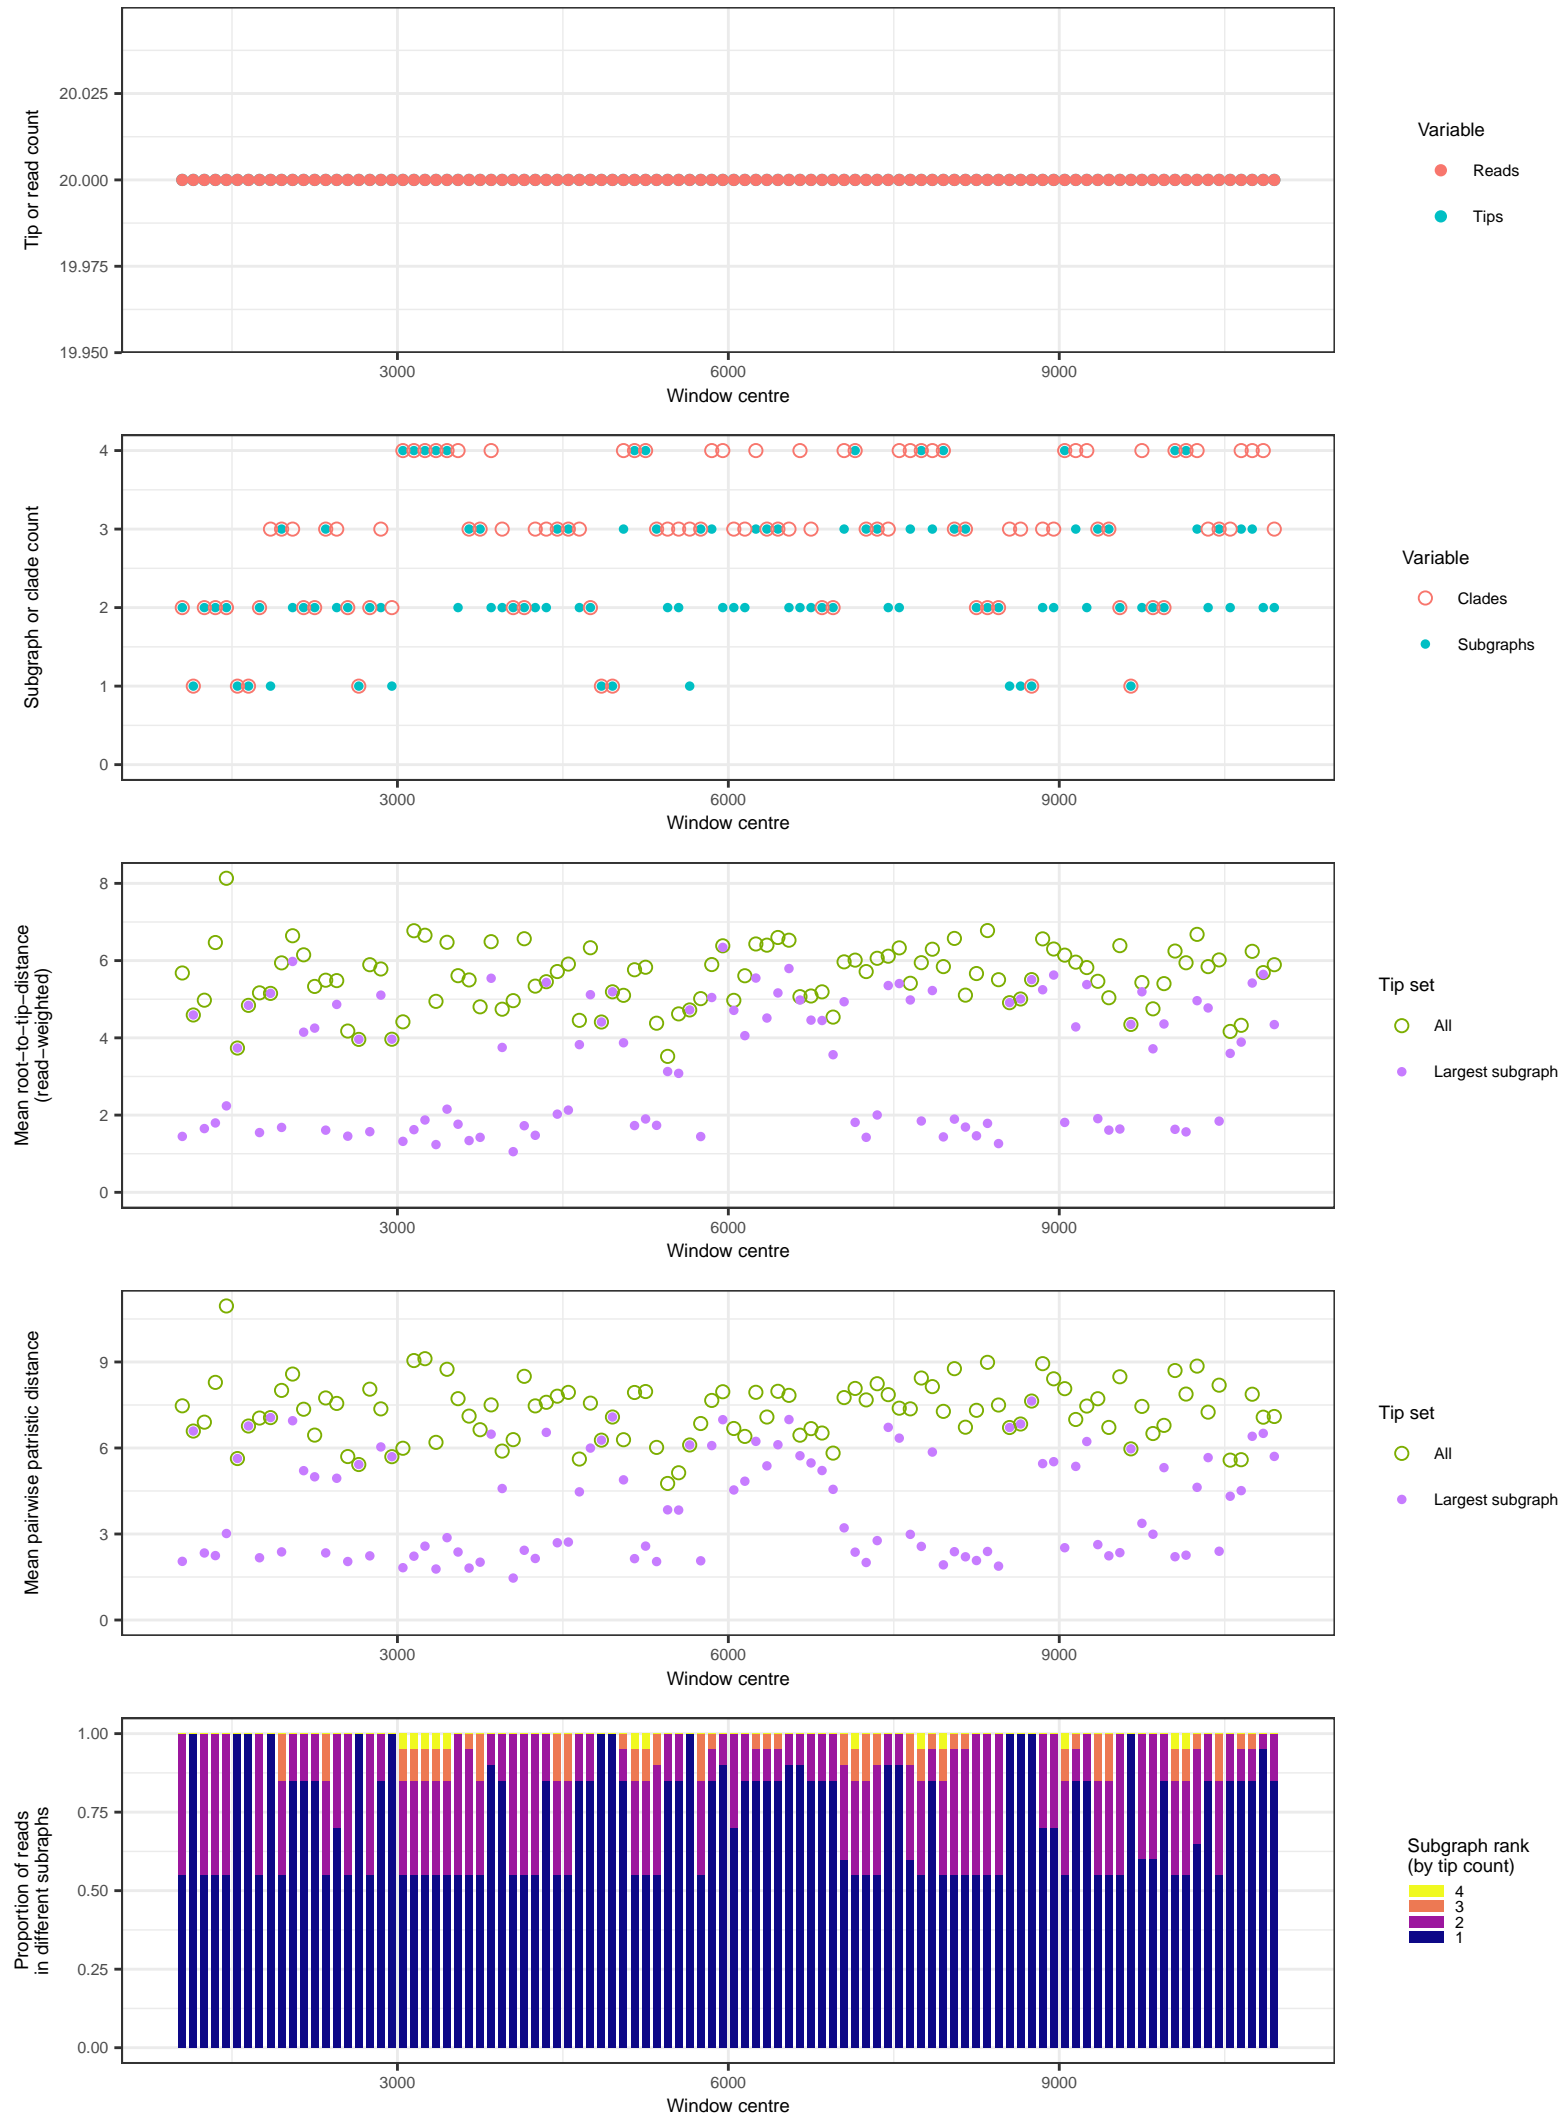 20.025
20.000
19.975
19.950
Tip or read count
3000
6000
9000
Window centre
Variable
Reads
Tips
4
3
2
1
0
Subgraph or clade count
3000
6000
9000
Window centre
Variable
Clades
Subgraphs
8
6
4
2
0
Mean root−to−tip−distance
(read−weighted)
3000
6000
9000
Window centre
Tip set
All
Largest subgraph
9
6
3
0
Mean pairwise patristic distance
3000
6000
9000
Window centre
Tip set
All
Largest subgraph
1.00
0.75
0.50
0.25
0.00
Proportion of reads
in different subraphs
3000
6000
9000
Window centre
Subgraph rank
(by tip count)
4
3
2
1